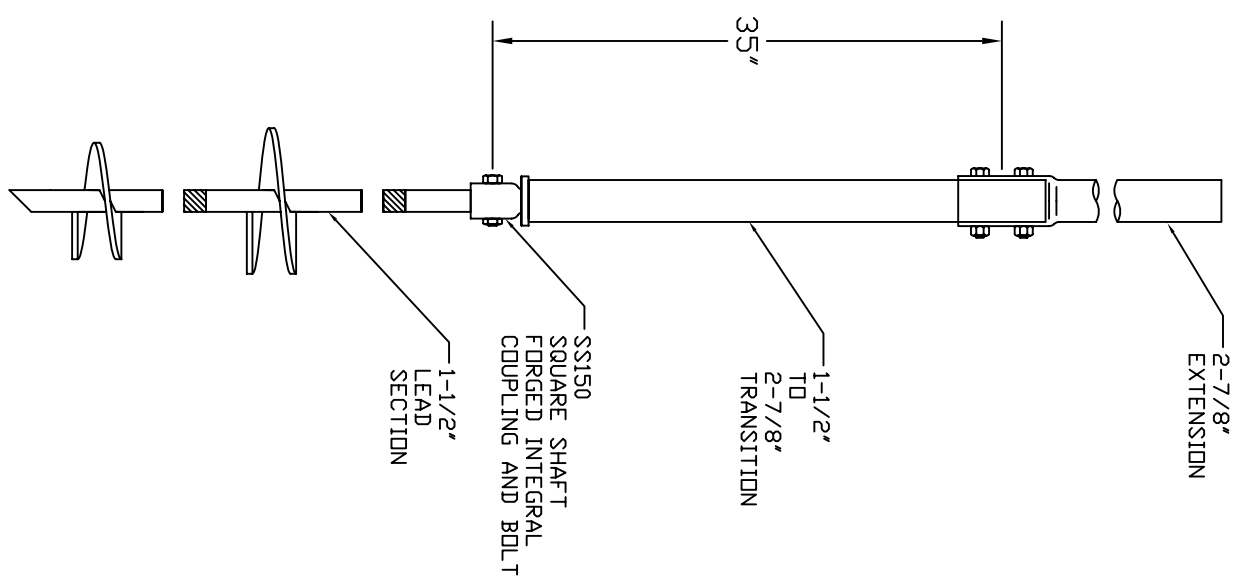 2-7/8"
EXTENSION
1-1/2"
TO
2-7/8"
TRANSITION
35"
SS150
SQUARE SHAFT
FORGED INTEGRAL
COUPLING AND BOLT
1-1/2"
LEAD
SECTION